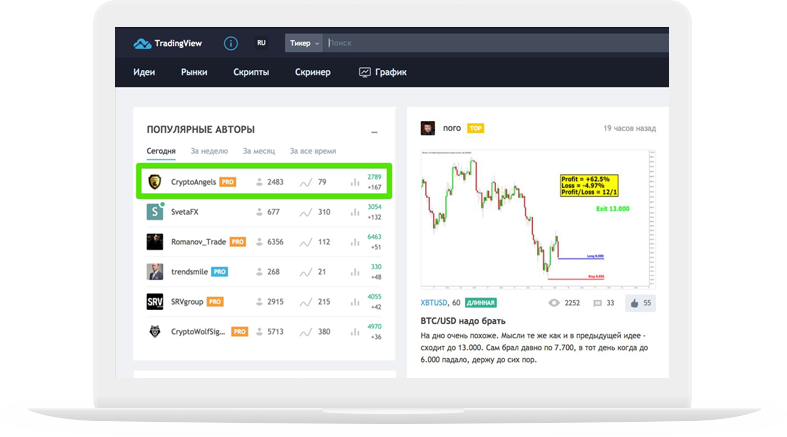 TradingView
RU
Тикер
Поиск
Идеи
Рынки
Скрипты
Скринер
График
ПОПУЛЯРНЫЕ АВТОРЫ
Сегодня За неделю За месяц За все время
CryptoAngels PRO 2483 79 2789 +167
S SvetaFX 677 310 3054 +132
Romanov_Trade PRO 6356 112 6463 +51
trendsmile PRO 268 21 330 +48
SRV SRVgroup PRO 2915 215 4055 +42
CryptoWolfSig... PRO 5713 380 4970 +36
noro TOP 19 часов назад
Profit = +62.5%
Loss = -4.97%
Profit/Loss = 12/1
Exit 13.000
XBTUSD, 60 ДЛИННАЯ 2252 33 55
BTC/USD надо брать
На дно очень похоже. Мысли те же как и в предыдущей идее -
сходит до 13.000. Сам брал давно по 7.700, в тот день когда до
6.000 падало, держу до сих пор.